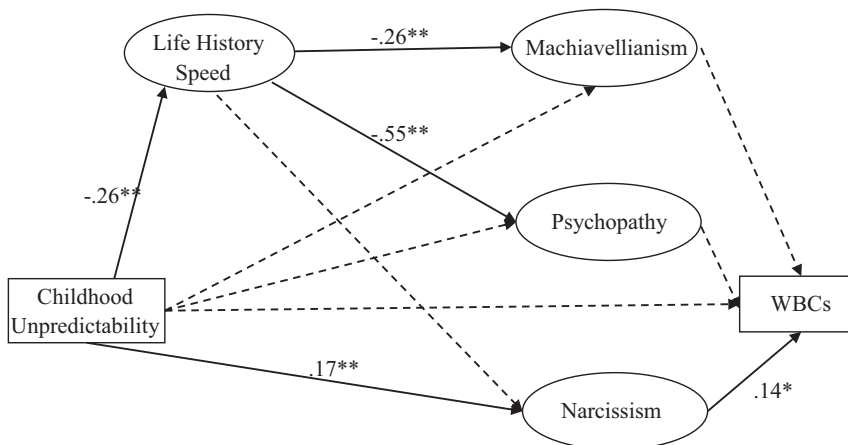 Life History
Speed
-.26**
Machiavellianism
-.55**
-.26**
Psychopathy
Childhood
Unpredictability
WBCs
.17**
Narcissism
.14*